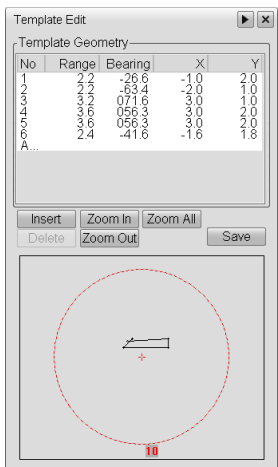 Template Edit
Template Geometry
No Range Bearing X Y
1 2.2 -26.6 -1.0 2.0
2 2.2 -63.4 -2.0 1.0
3 3.2 071.6 3.0 1.0
4 3.6 056.3 3.0 2.0
5 3.6 056.3 3.0 2.0
6 2.4 -41.6 -1.6 1.8
A...
Insert Zoom In Zoom All
Delete Zoom Out Save
10